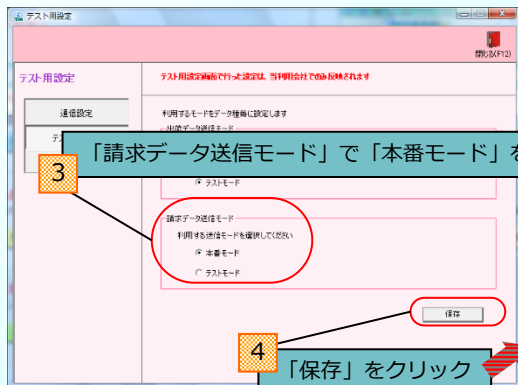 テスト用設定
閉じる(F12)
テスト用設定
テスト用設定画面で行った設定は、当利用会社でのみ反映されます
通信設定
利用するモードをデータ種毎に設定します
3
「請求データ送信モード」で「本番モード」を
テストモード
請求データ送信モード
利用する送信モードを選択してください
本番モード
テストモード
保存
4
「保存」をクリック